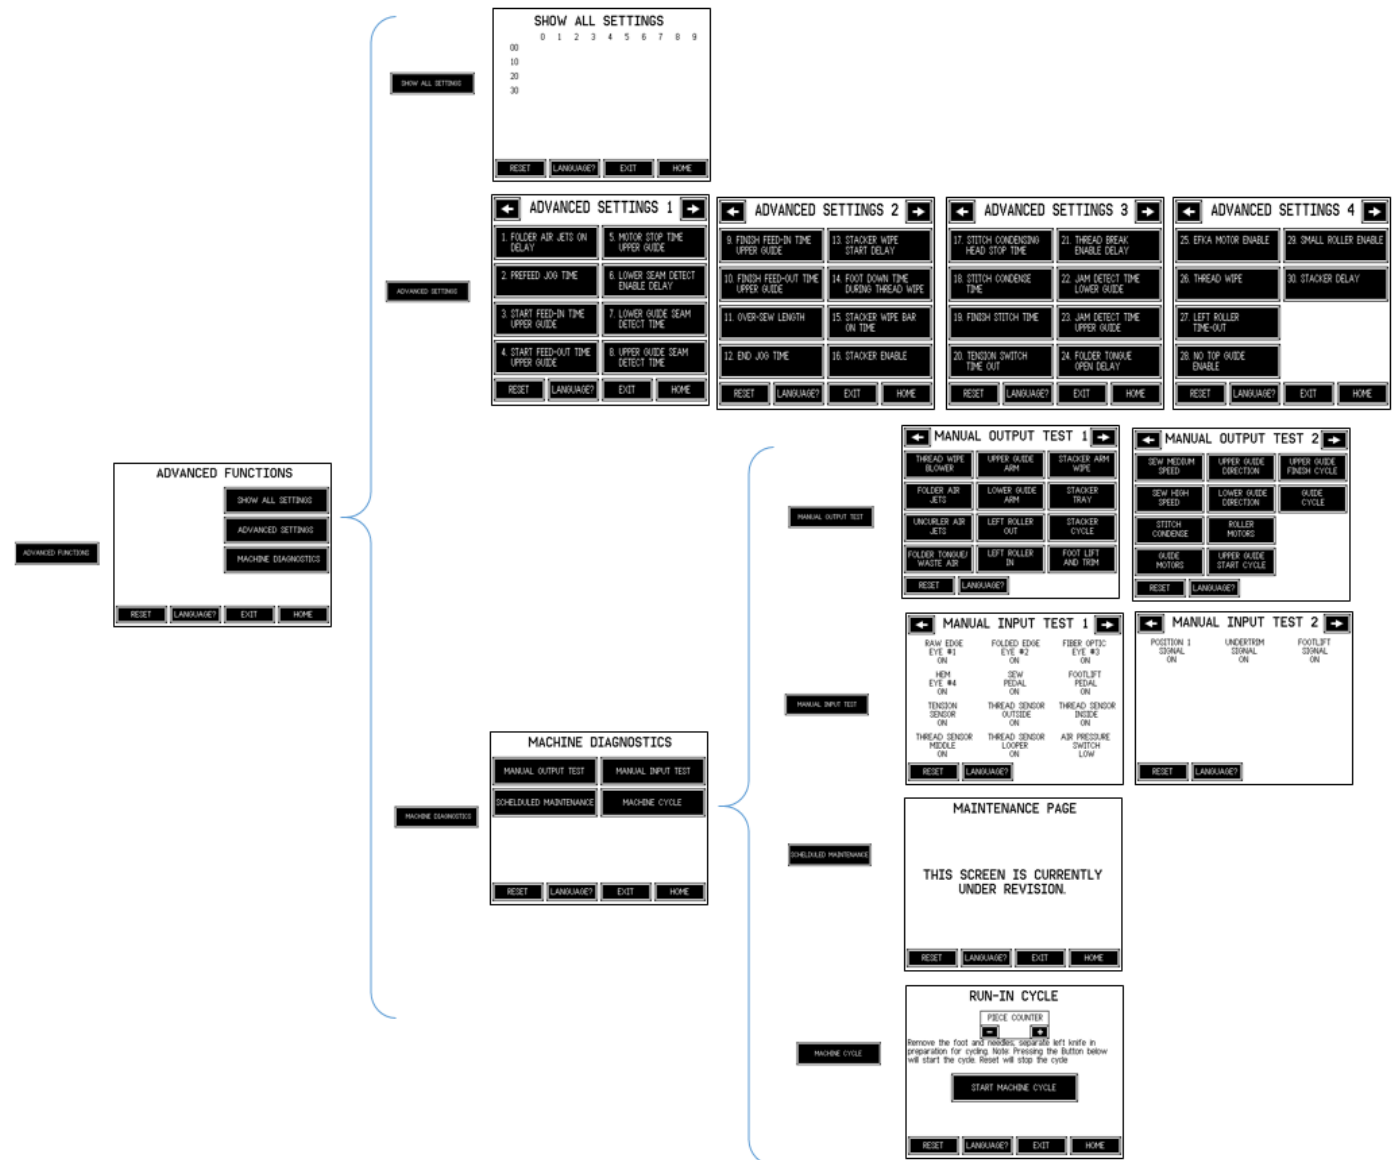 SHOW ALL SETTINGS
0 1 2 3 4 5 6 7 8 9
00
10
20
30
RESET LANGUAGE? EXIT HOME
SHOW ALL SETTINGS
ADVANCED SETTINGS 1
1. FOLDER AIR JETS ON
DELAY
5. MOTOR STOP TIME
UPPER GUIDE
2. PREFEED JOG TIME
6. LOWER SEAM DETECT
ENABLE DELAY
3. START FEED-IN TIME
UPPER GUIDE
7. LOWER GUIDE SEAM
DETECT TIME
4. START FEED-OUT TIME
UPPER GUIDE
8. UPPER GUIDE SEAM
DETECT TIME
RESET LANGUAGE? EXIT HOME
ADVANCED SETTINGS 2
9. FINISH FEED-IN TIME
UPPER GUIDE
13. STACKER WIPE
START DELAY
10. FINISH FEED-OUT TIME
UPPER GUIDE
14. FOOT DOWN TIME
DURING THREAD WIPE
11. OVER-SEW LENGTH
15. STACKER WIPE BAR
ON TIME
12. END JOG TIME
16. STACKER ENABLE
RESET LANGUAGE? EXIT HOME
ADVANCED SETTINGS 3
17. STITCH CONDENSING
HEAD STOP TIME
21. THREAD BREAK
ENABLE DELAY
18. STITCH CONDENSE
TIME
22. JAM DETECT TIME
LOWER GUIDE
19. FINISH STITCH TIME
23. JAM DETECT TIME
UPPER GUIDE
20. TENSION SWITCH
TIME OUT
24. FOLDER TONGUE
OPEN DELAY
RESET LANGUAGE? EXIT HOME
ADVANCED SETTINGS 4
25. EFKA MOTOR ENABLE
29. SMALL ROLLER ENABLE
26. THREAD WIPE
30. STACKER DELAY
27. LEFT ROLLER
TIME-OUT
28. NO TOP GUIDE
ENABLE
RESET LANGUAGE? EXIT HOME
ADVANCED SETTINGS
ADVANCED FUNCTIONS
ADVANCED FUNCTIONS
SHOW ALL SETTINGS
ADVANCED SETTINGS
MACHINE DIAGNOSTICS
RESET LANGUAGE? EXIT HOME
MACHINE DIAGNOSTICS
MACHINE DIAGNOSTICS
MANUAL OUTPUT TEST MANUAL INPUT TEST
SCHELDULED MAINTENANCE MACHINE CYCLE
RESET LANGUAGE? EXIT HOME
MANUAL OUTPUT TEST
MANUAL OUTPUT TEST 1
THREAD WIPE
BLOWER
UPPER GUIDE
ARM
STACKER ARM
WIPE
FOLDER AIR
JETS
LOWER GUIDE
ARM
STACKER
TRAY
UNCURLER AIR
JETS
LEFT ROLLER
OUT
STACKER
CYCLE
FOLDER TONGUE/
WASTE AIR
LEFT ROLLER
IN
FOOT LIFT
AND TRIM
RESET LANGUAGE?
MANUAL OUTPUT TEST 2
SEW MEDIUM
SPEED
UPPER GUIDE
DIRECTION
UPPER GUIDE
FINISH CYCLE
SEW HIGH
SPEED
LOWER GUIDE
DIRECTION
GUIDE
CYCLE
STITCH
CONDENSE
ROLLER
MOTORS
GUIDE
MOTORS
UPPER GUIDE
START CYCLE
RESET LANGUAGE?
MANUAL INPUT TEST
MANUAL INPUT TEST 1
RAW EDGE
EYE #1
ON
FOLDED EDGE
EYE #2
ON
FIBER OPTIC
EYE #3
ON
HEM
EYE #4
ON
SEW
PEDAL
ON
FOOTLIFT
PEDAL
ON
TENSION
SENSOR
ON
THREAD SENSOR
OUTSIDE
ON
THREAD SENSOR
INSIDE
ON
THREAD SENSOR
MIDDLE
ON
THREAD SENSOR
LOOPER
ON
AIR PRESSURE
SWITCH
LOW
RESET LANGUAGE?
MANUAL INPUT TEST 2
POSITION 1
SIGNAL
ON
UNDERTRIM
SIGNAL
ON
FOOTLIFT
SIGNAL
ON
RESET LANGUAGE?
SCHELDULED MAINTENANCE
MAINTENANCE PAGE
THIS SCREEN IS CURRENTLY
UNDER REVISION.
RESET LANGUAGE? EXIT HOME
MACHINE CYCLE
RUN-IN CYCLE
PIECE COUNTER
- +
Remove the foot and needles, separate left knife in
preparation for cycling. Note: Pressing the Button below
will start the cycle. Reset will stop the cycle
START MACHINE CYCLE
RESET LANGUAGE? EXIT HOME